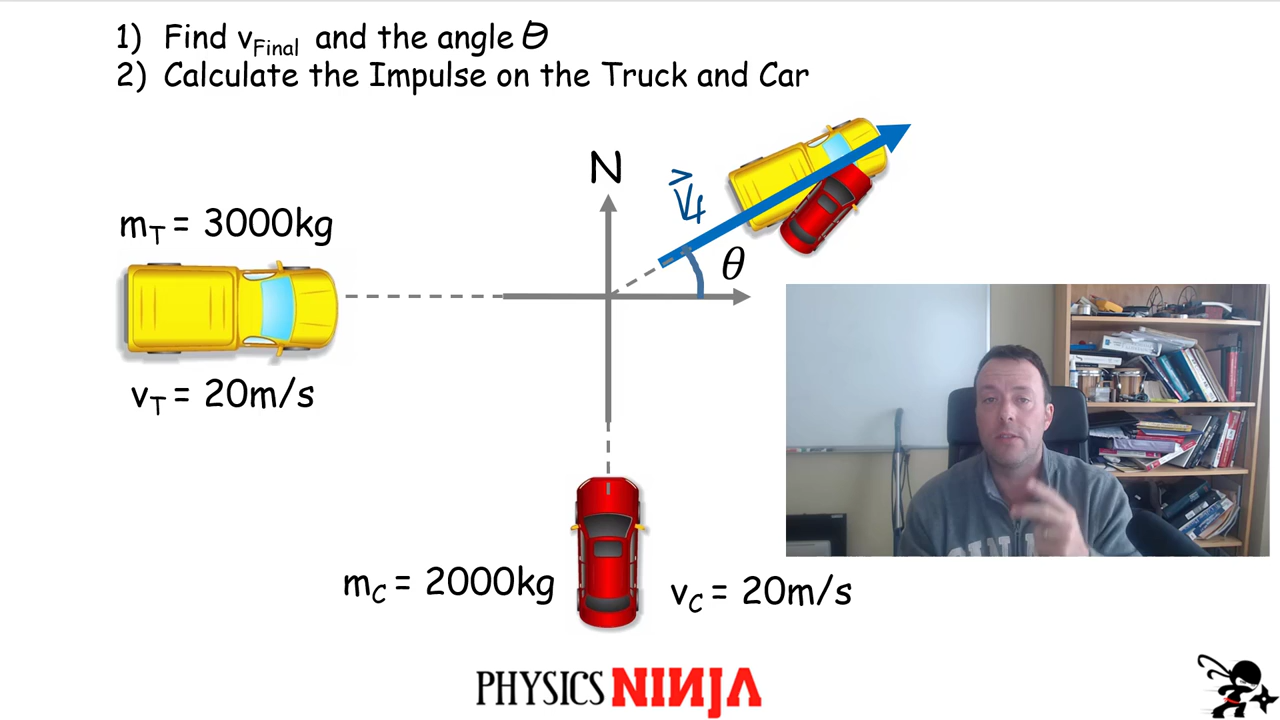 1) Find vFinal and the angle θ
2) Calculate the Impulse on the Truck and Car
N
v⃗f
mT = 3000kg
θ
vT = 20m/s
mC = 2000kg
vC = 20m/s
PHYSICS NINJA